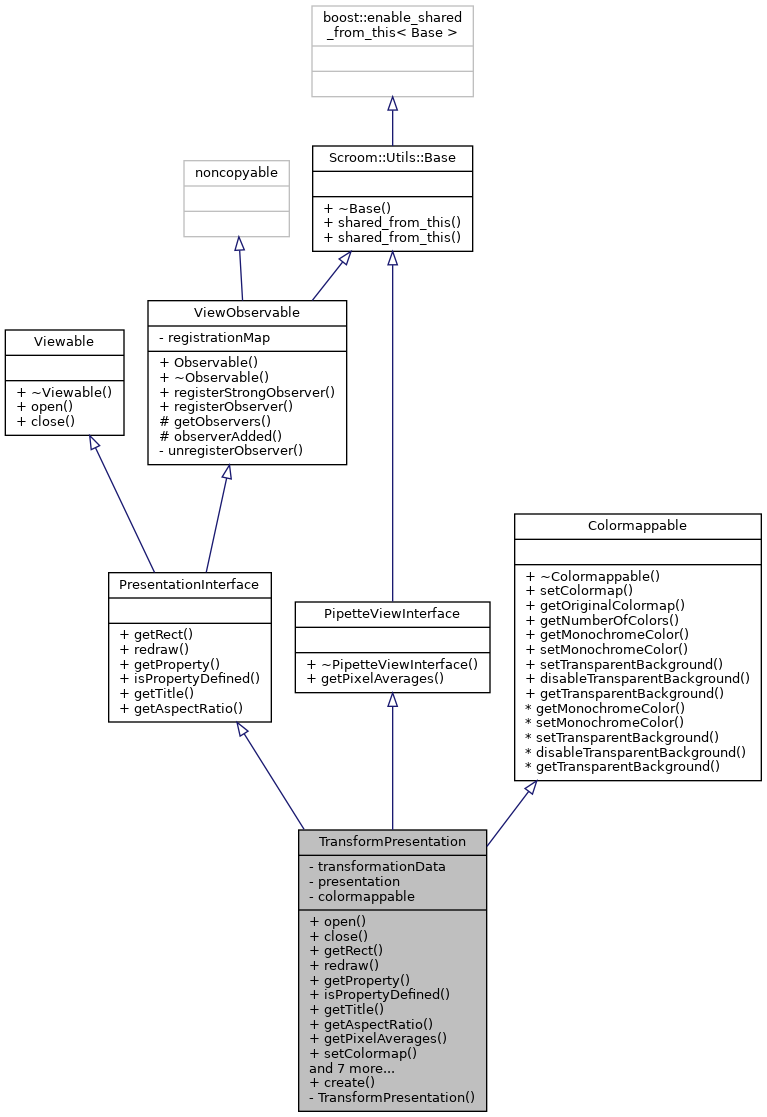 boost::enable_shared
_from_this< Base >
Scroom::Utils::Base
+ ~Base()
+ shared_from_this()
+ shared_from_this()
noncopyable
ViewObservable
- registrationMap
+ Observable()
+ ~Observable()
+ registerStrongObserver()
+ registerObserver()
# getObservers()
# observerAdded()
- unregisterObserver()
Viewable
+ ~Viewable()
+ open()
+ close()
PresentationInterface
+ getRect()
+ redraw()
+ getProperty()
+ isPropertyDefined()
+ getTitle()
+ getAspectRatio()
PipetteViewInterface
+ ~PipetteViewInterface()
+ getPixelAverages()
Colormappable
+ ~Colormappable()
+ setColormap()
+ getOriginalColormap()
+ getNumberOfColors()
+ getMonochromeColor()
+ setMonochromeColor()
+ setTransparentBackground()
+ disableTransparentBackground()
+ getTransparentBackground()
* getMonochromeColor()
* setMonochromeColor()
* setTransparentBackground()
* disableTransparentBackground()
* getTransparentBackground()
TransformPresentation
- transformationData
- presentation
- colormappable
+ open()
+ close()
+ getRect()
+ redraw()
+ getProperty()
+ isPropertyDefined()
+ getTitle()
+ getAspectRatio()
+ getPixelAverages()
+ setColormap()
and 7 more...
+ create()
- TransformPresentation()